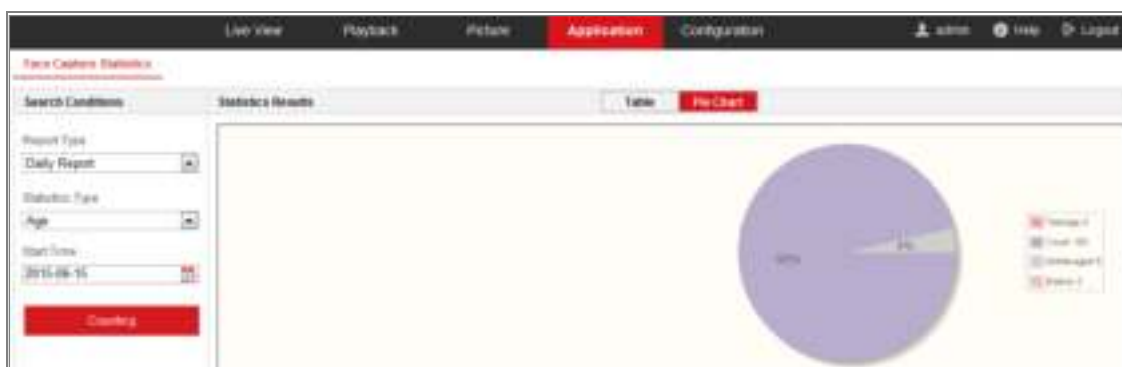 Live View Playback Picture Application Configuration admin Help Logout
Face Capture Statistics
Search Conditions Statistics Results Table Pie Chart
Report Type
Daily Report
Statistics Type
Age
Start Time
2015-06-15
Counting